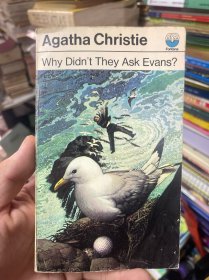 Agatha Christie
Why Didn't They Ask Evans?